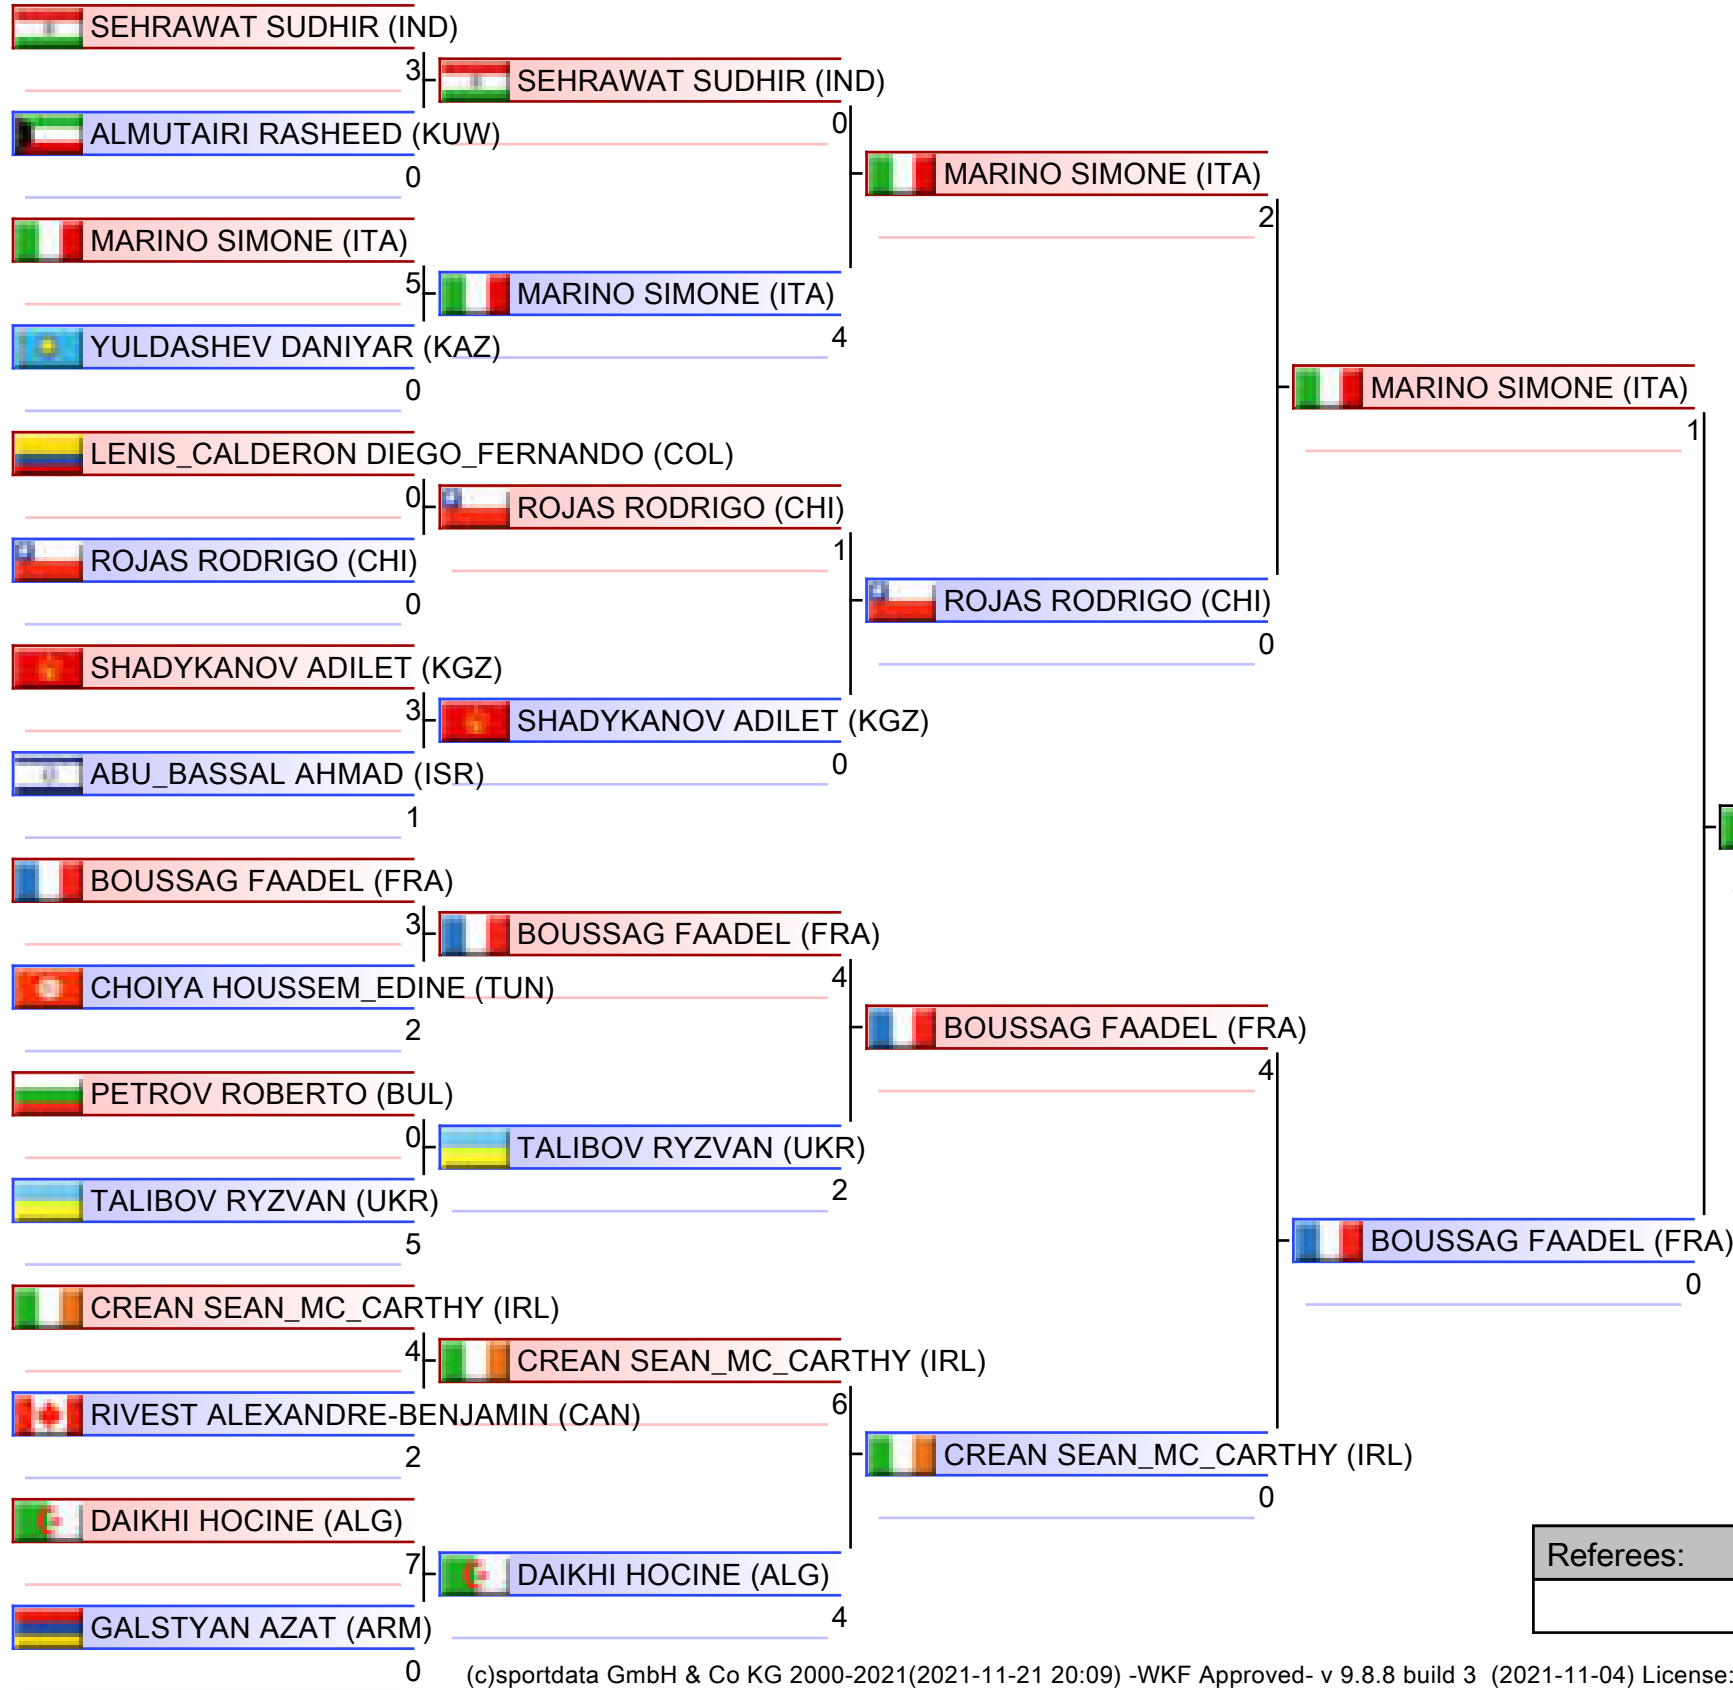 SEHRAWAT SUDHIR (IND)
3
ALMUTAIRI RASHEED (KUW)
0
MARINO SIMONE (ITA)
5
YULDASHEV DANIYAR (KAZ)
0
LENIS_CALDERON DIEGO_FERNANDO (COL)
0
ROJAS RODRIGO (CHI)
0
SHADYKANOV ADILET (KGZ)
3
ABU_BASSAL AHMAD (ISR)
1
BOUSSAG FAADEL (FRA)
3
CHOIYA HOUSSEM_EDINE (TUN)
2
PETROV ROBERTO (BUL)
0
TALIBOV RYZVAN (UKR)
5
CREAN SEAN_MC_CARTHY (IRL)
4
RIVEST ALEXANDRE-BENJAMIN (CAN)
2
DAIKHI HOCINE (ALG)
7
GALSTYAN AZAT (ARM)
0
SEHRAWAT SUDHIR (IND)
0
MARINO SIMONE (ITA)
4
ROJAS RODRIGO (CHI)
1
SHADYKANOV ADILET (KGZ)
0
BOUSSAG FAADEL (FRA)
4
TALIBOV RYZVAN (UKR)
2
CREAN SEAN_MC_CARTHY (IRL)
6
DAIKHI HOCINE (ALG)
4
MARINO SIMONE (ITA)
2
ROJAS RODRIGO (CHI)
0
BOUSSAG FAADEL (FRA)
4
CREAN SEAN_MC_CARTHY (IRL)
0
MARINO SIMONE (ITA)
1
BOUSSAG FAADEL (FRA)
0
Referees:
(c)sportdata GmbH & Co KG 2000-2021(2021-11-21 20:09) -WKF Approved- v 9.8.8 build 3 (2021-11-04) License: